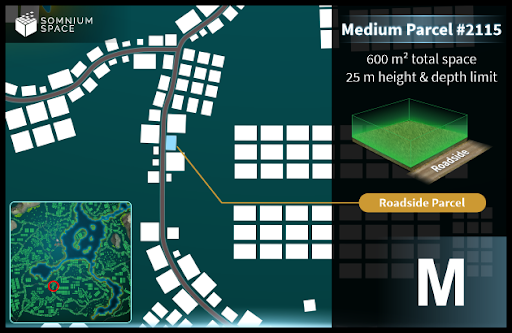 SOMNIUM
SPACE
Medium Parcel #2115
600 m² total space
25 m height & depth limit
Roadside
Roadside Parcel
M